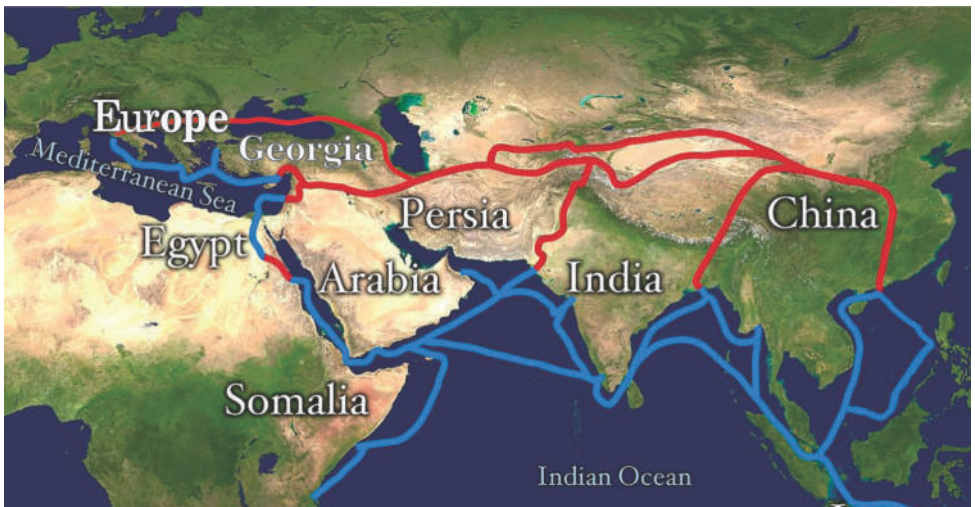 Europe
Georgia
Mediterranean Sea
Persia
China
Egypt
Arabia
India
Somalia
Indian Ocean